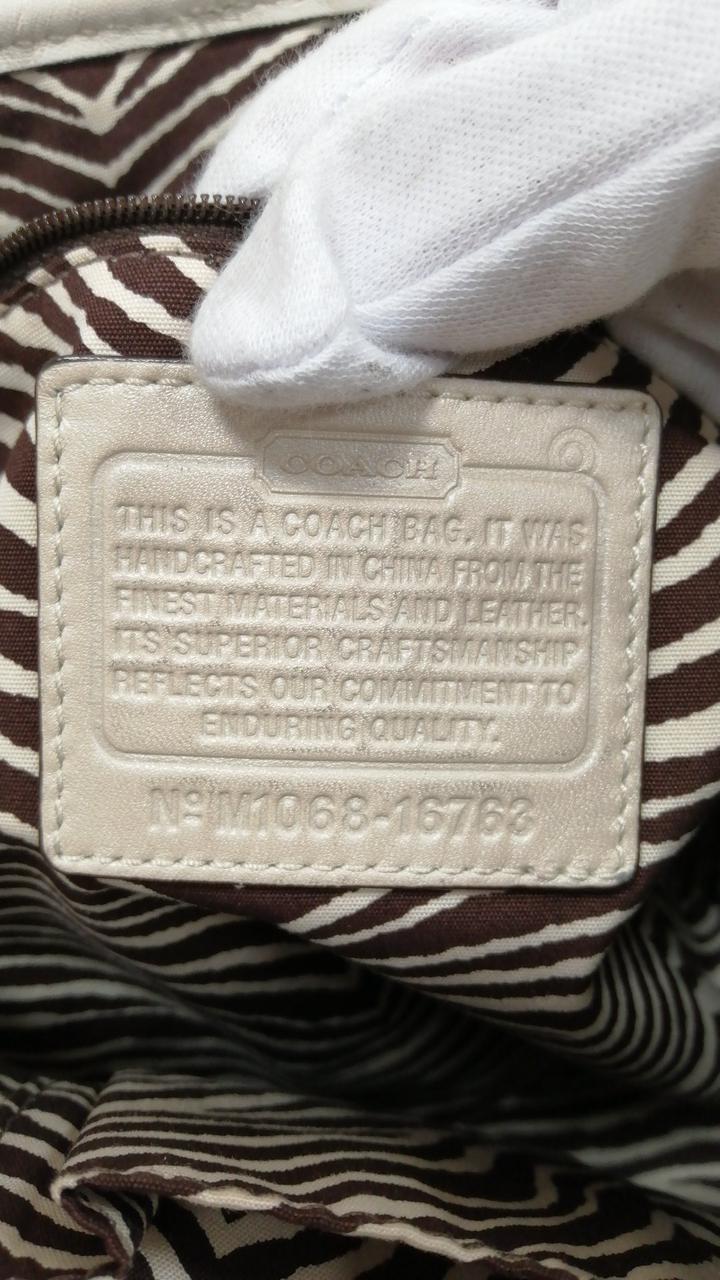 COACH
THIS IS A COACH BAG. IT WAS
HANDCRAFTED IN CHINA FROM THE
FINEST MATERIALS AND LEATHER.
ITS SUPERIOR CRAFTSMANSHIP
REFLECTS OUR COMMITMENT TO
ENDURING QUALITY.
Nº M1068-16763